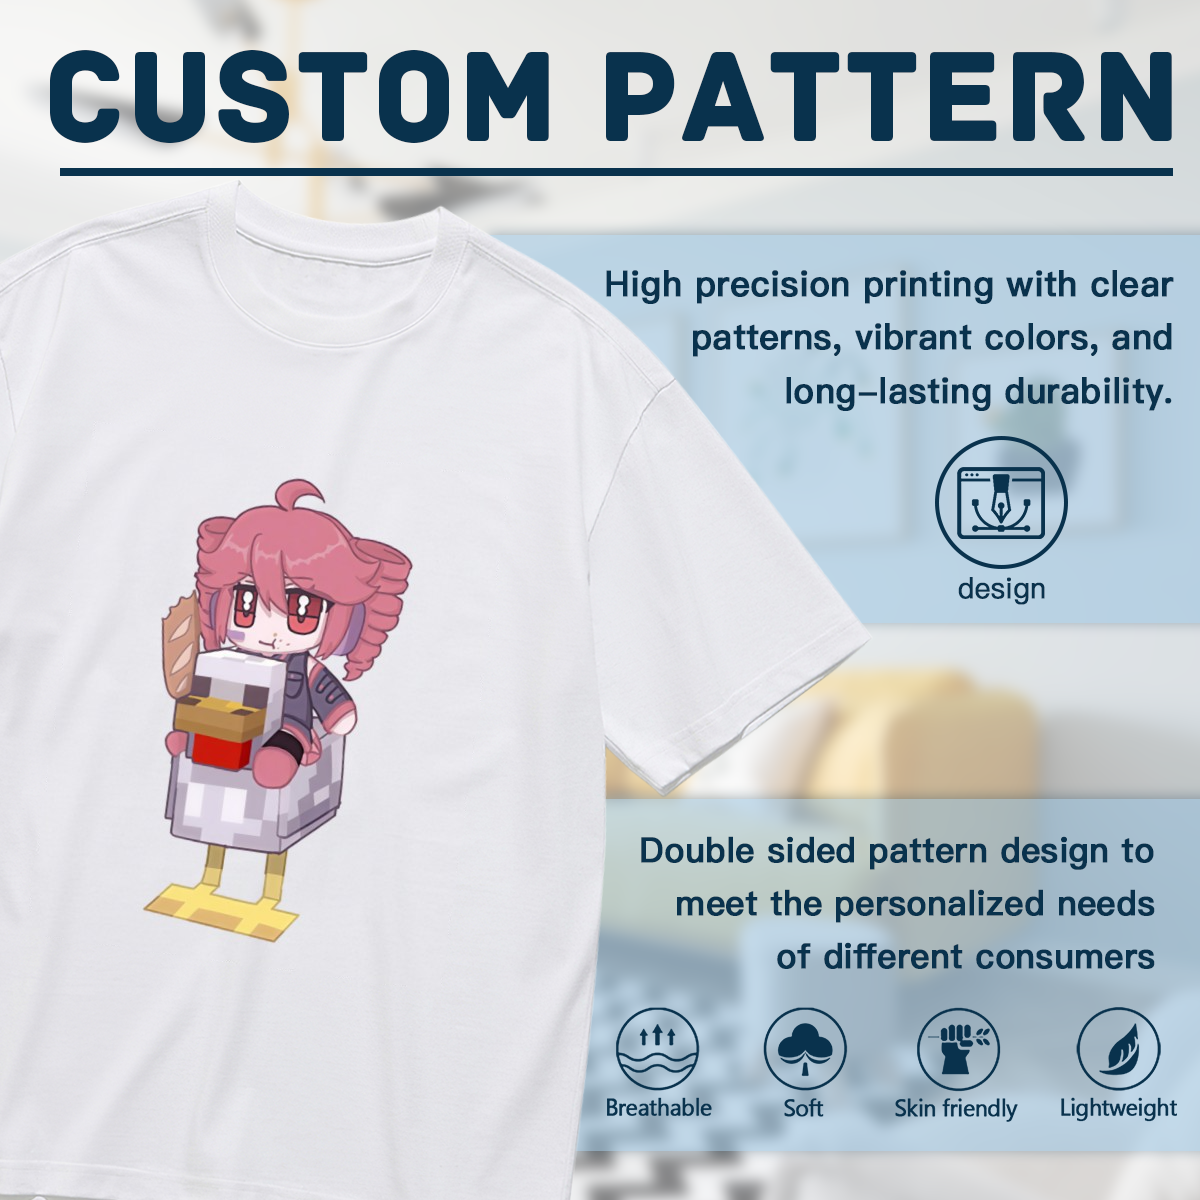 CUSTOM PATTERN
High precision printing with clear
patterns, vibrant colors, and
long-lasting durability.
design
Double sided pattern design to
meet the personalized needs
of different consumers
Breathable
Soft
Skin friendly
Lightweight